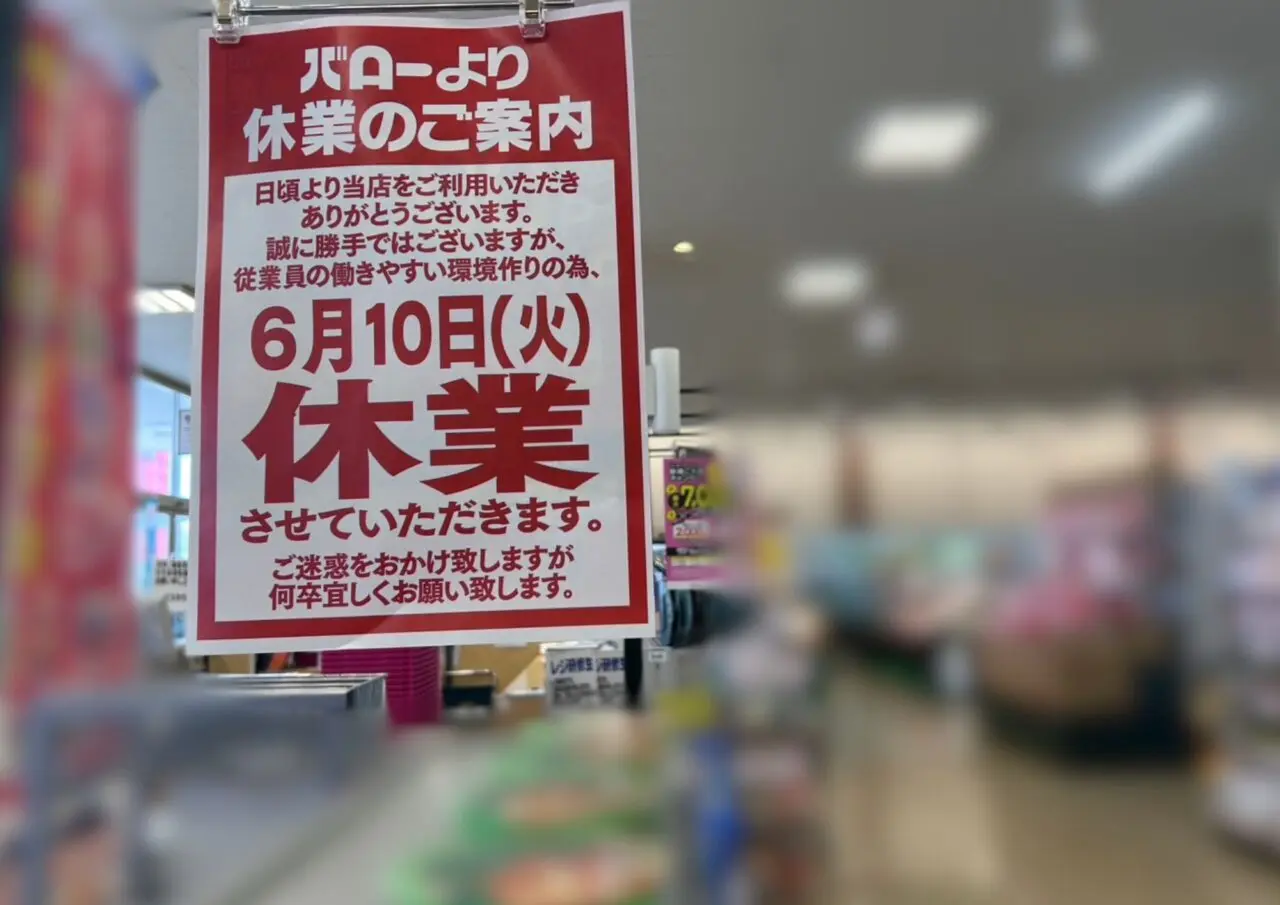 バローより
休業のご案内
日頃より当店をご利用いただき
ありがとうございます。
誠に勝手ではございますが、
従業員の働きやすい環境作りの為、
6月10日(火)
休業
させていただきます。
ご迷惑をおかけ致しますが
何卒宜しくお願い致します。
レジ研修生